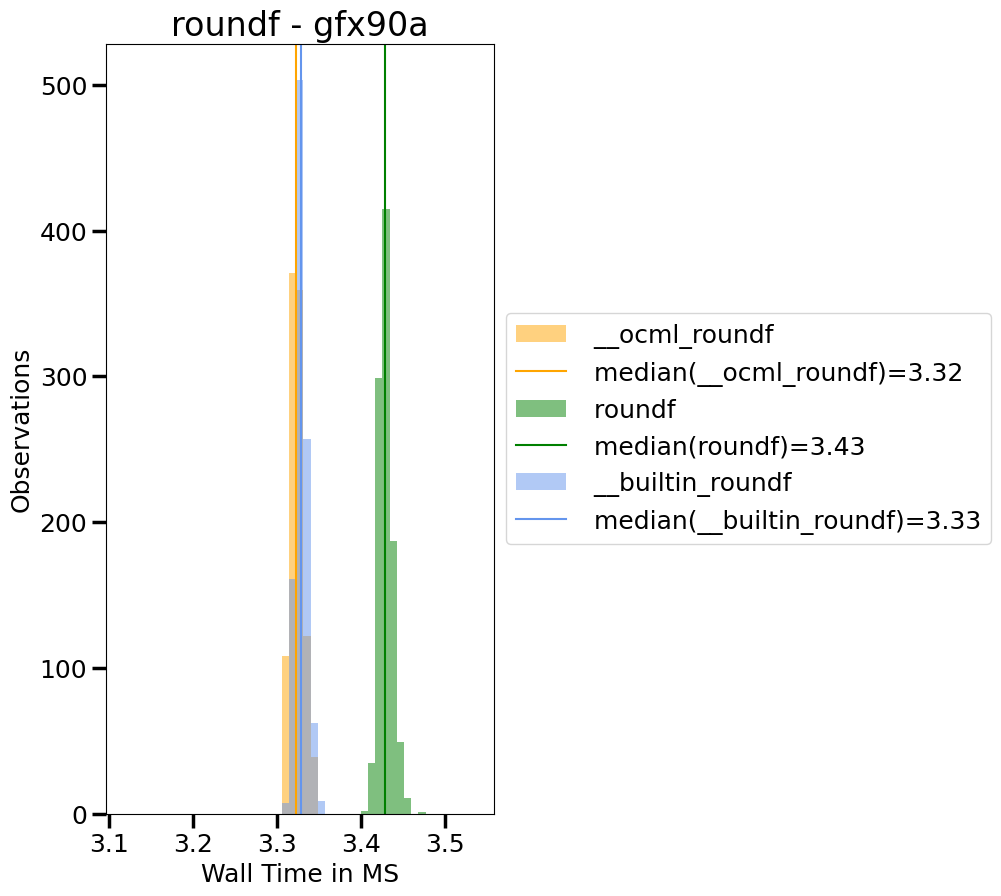 roundf - gfx90a
500
400
300
200
100
0
Observations
3.1 3.2 3.3 3.4 3.5
Wall Time in MS
__ocml_roundf
median(__ocml_roundf)=3.32
roundf
median(roundf)=3.43
__builtin_roundf
median(__builtin_roundf)=3.33